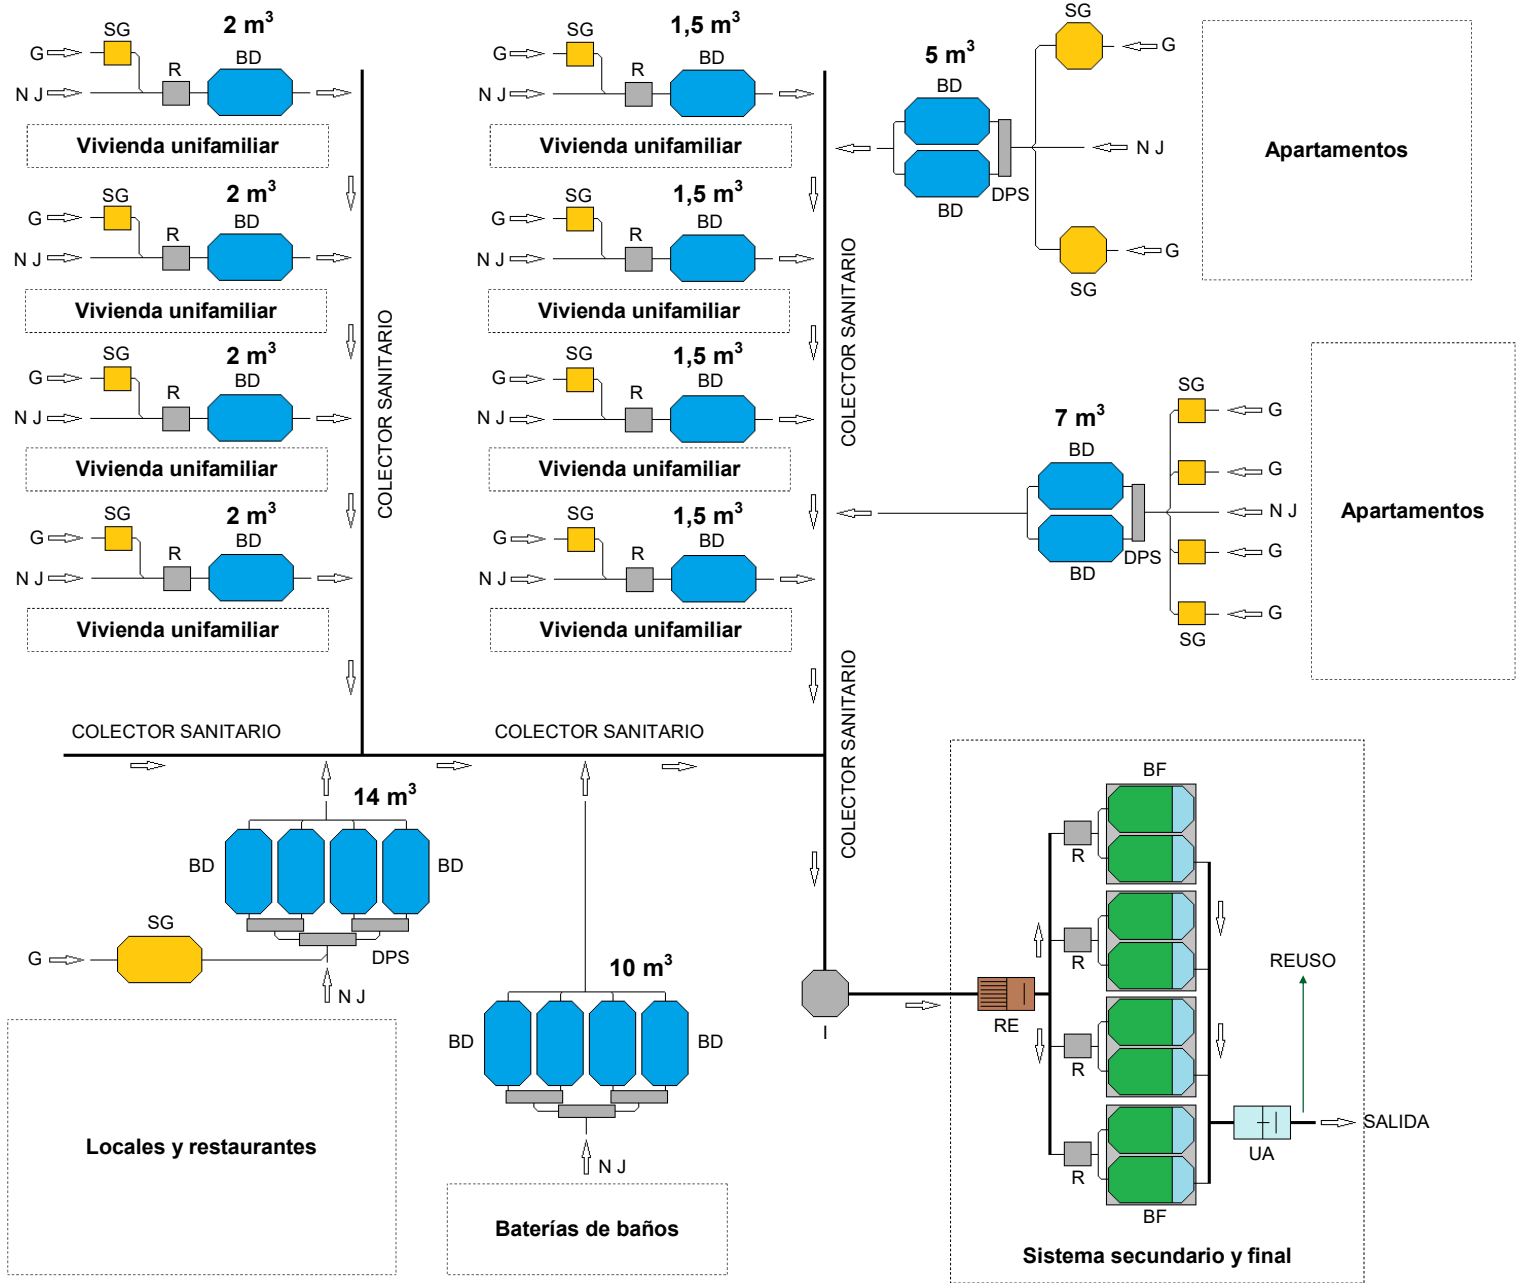 SG
2 m³
BD
G
R
N J
Vivienda unifamiliar
SG
2 m³
BD
G
R
N J
Vivienda unifamiliar
SG
2 m³
BD
G
R
N J
Vivienda unifamiliar
SG
2 m³
BD
G
R
N J
Vivienda unifamiliar
COLECTOR SANITARIO
SG
1,5 m³
BD
G
R
N J
Vivienda unifamiliar
SG
1,5 m³
BD
G
R
N J
Vivienda unifamiliar
SG
1,5 m³
BD
G
R
N J
Vivienda unifamiliar
SG
1,5 m³
BD
G
R
N J
Vivienda unifamiliar
COLECTOR SANITARIO
COLECTOR SANITARIO
SG
G
5 m³
BD
N J
DPS
BD
G
SG
Apartamentos
SG
G
7 m³
BD
G
N J
DPS
G
BD
G
SG
Apartamentos
COLECTOR SANITARIO
COLECTOR SANITARIO
14 m³
BD
BD
SG
G
DPS
N J
Locales y restaurantes
10 m³
BD
BD
N J
Baterías de baños
I
RE
BF
R
R
R
R
BF
REUSO
SALIDA
UA
Sistema secundario y final